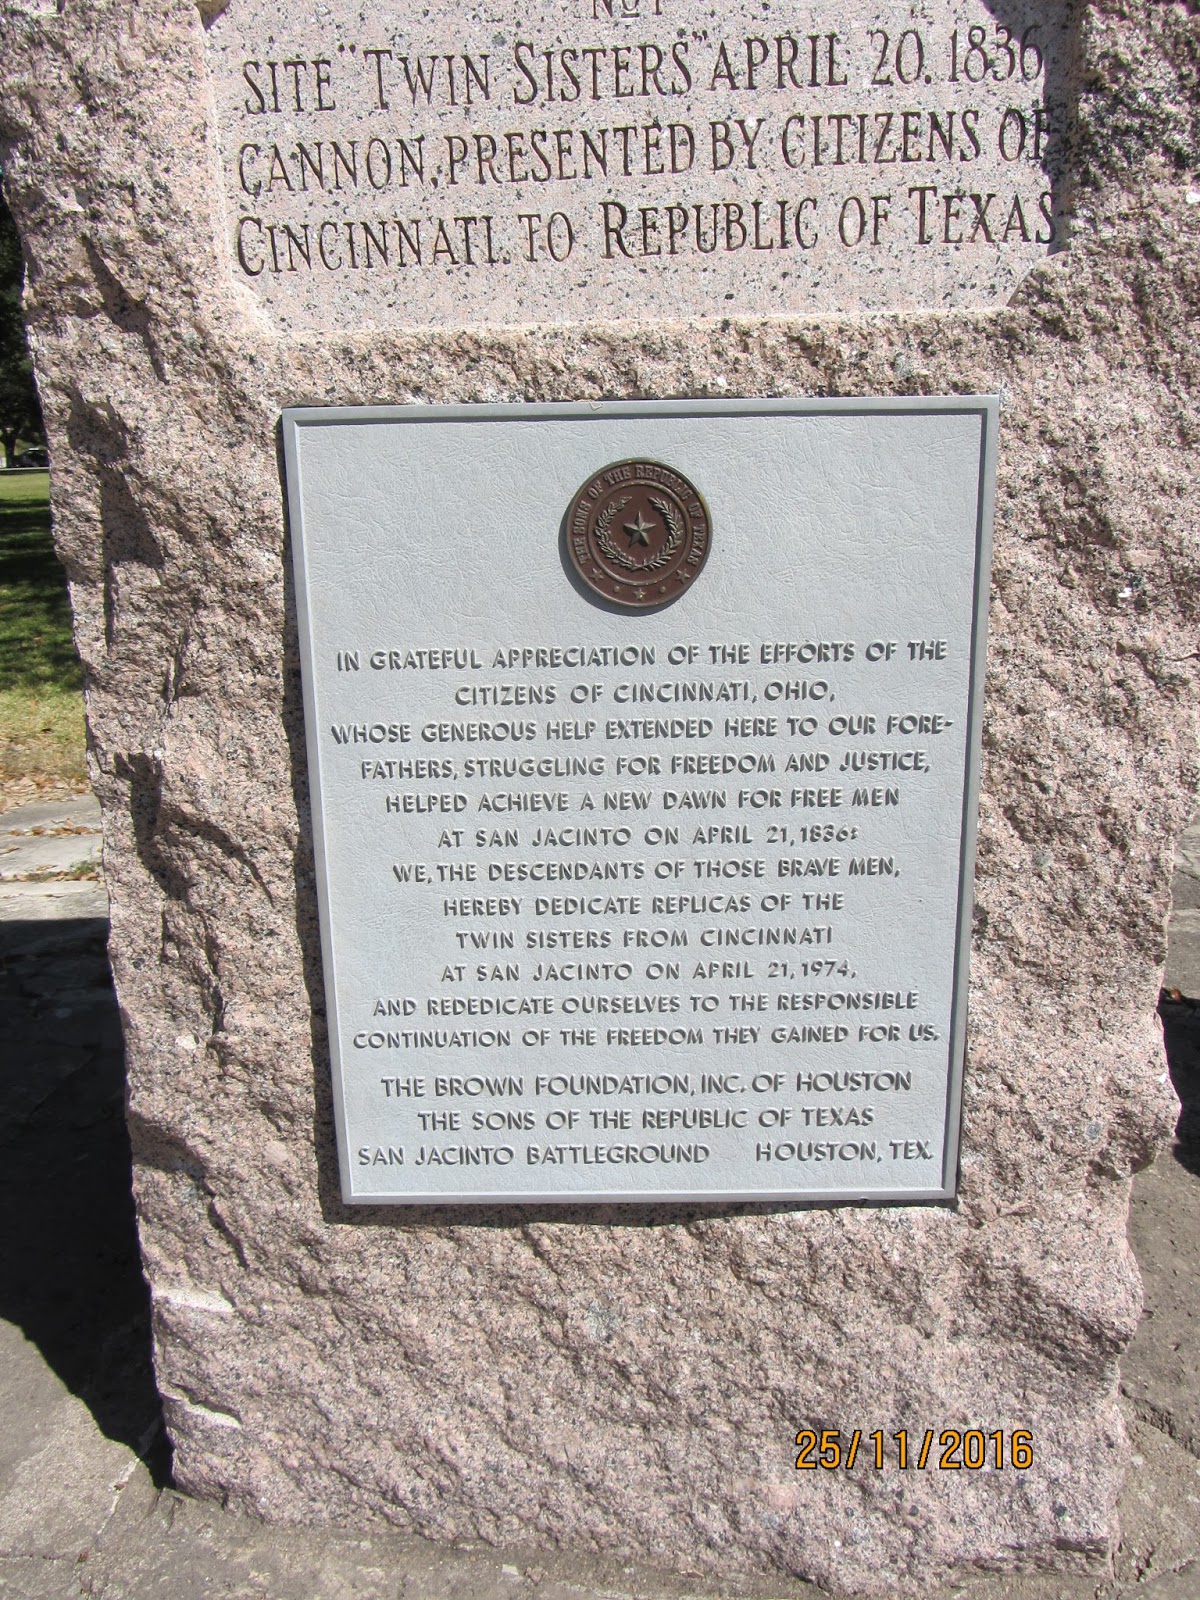 No 1
SITE "TWIN SISTERS" APRIL 20. 1836
CANNON, PRESENTED BY CITIZENS OF
CINCINNATI. TO REPUBLIC OF TEXAS
THE SONS OF THE REPUBLIC OF TEXAS
IN GRATEFUL APPRECIATION OF THE EFFORTS OF THE
CITIZENS OF CINCINNATI, OHIO,
WHOSE GENEROUS HELP EXTENDED HERE TO OUR FORE-
FATHERS, STRUGGLING FOR FREEDOM AND JUSTICE,
HELPED ACHIEVE A NEW DAWN FOR FREE MEN
AT SAN JACINTO ON APRIL 21, 1836:
WE, THE DESCENDANTS OF THOSE BRAVE MEN,
HEREBY DEDICATE REPLICAS OF THE
TWIN SISTERS FROM CINCINNATI
AT SAN JACINTO ON APRIL 21, 1974,
AND REDEDICATE OURSELVES TO THE RESPONSIBLE
CONTINUATION OF THE FREEDOM THEY GAINED FOR US.
THE BROWN FOUNDATION, INC. OF HOUSTON
THE SONS OF THE REPUBLIC OF TEXAS
SAN JACINTO BATTLEGROUND HOUSTON, TEX.
25/11/2016